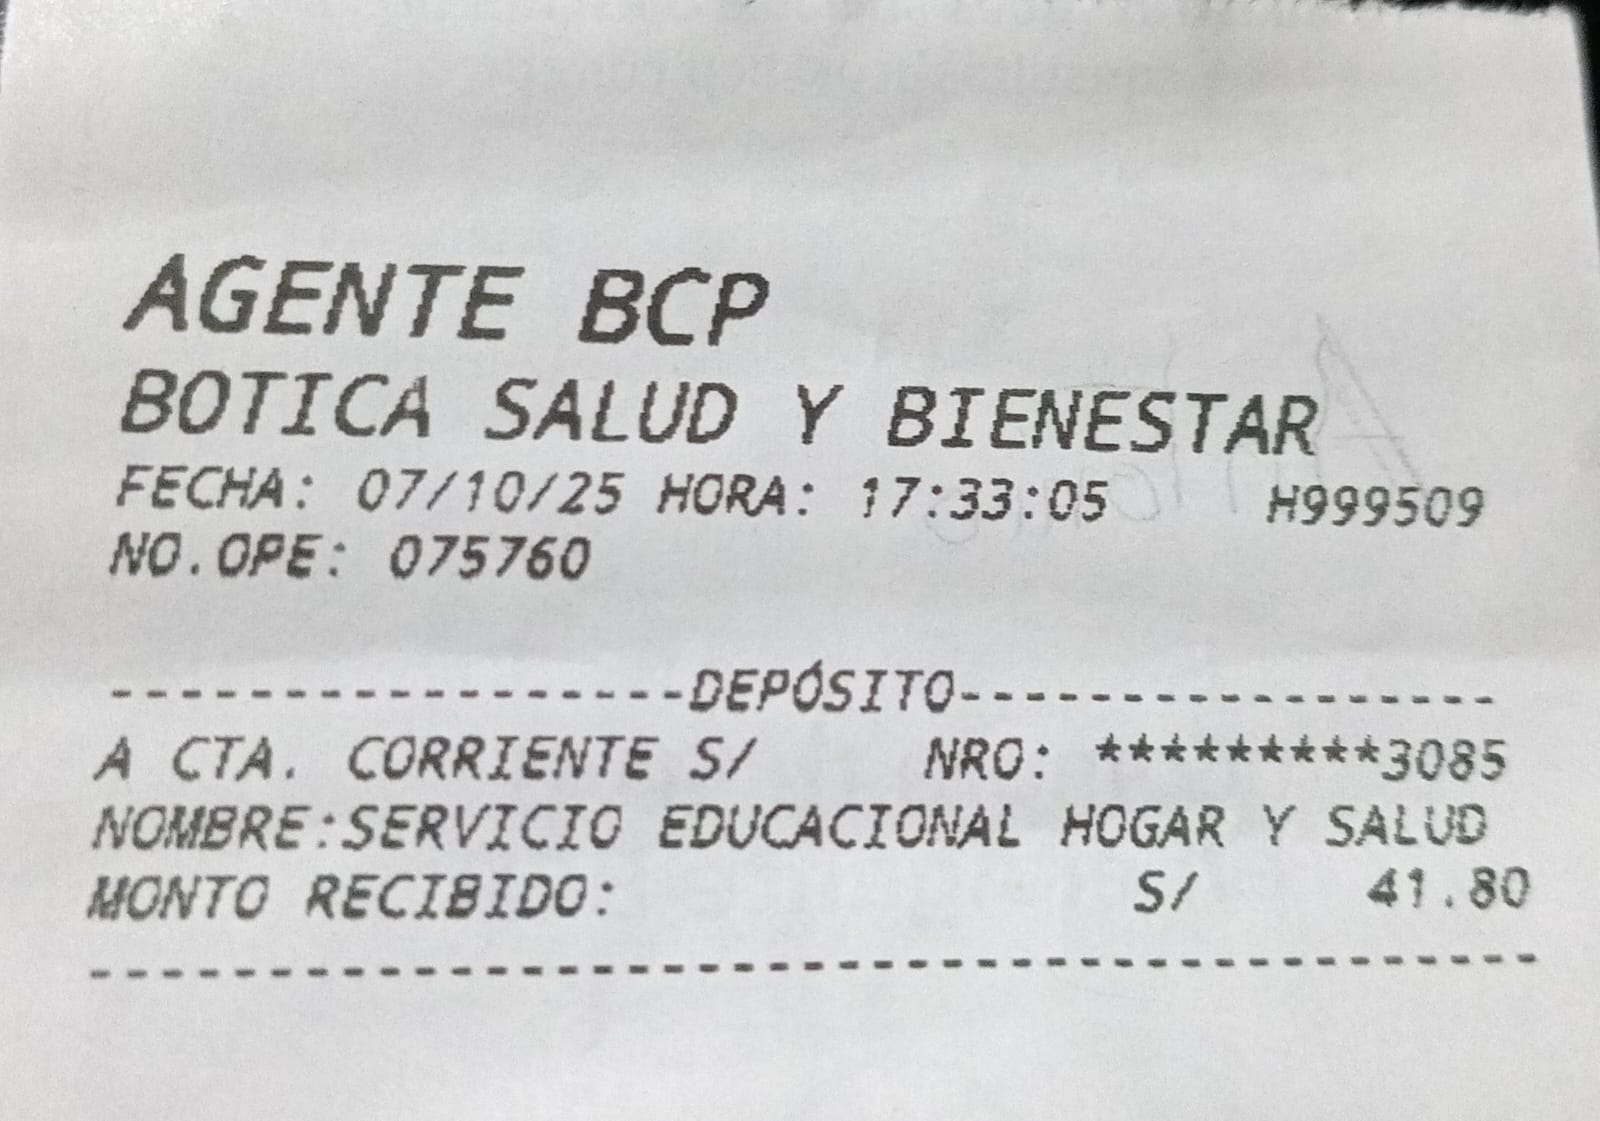 AGENTE BCP
BOTICA SALUD Y BIENESTAR
FECHA: 07/10/25 HORA: 17:33:05 H999509
NO.OPE: 075760
------------------DEPÓSITO-----------------
A CTA. CORRIENTE S/ NRO: *********3085
NOMBRE:SERVICIO EDUCACIONAL HOGAR Y SALUD
MONTO RECIBIDO: S/ 41.80
--------------------------------------------